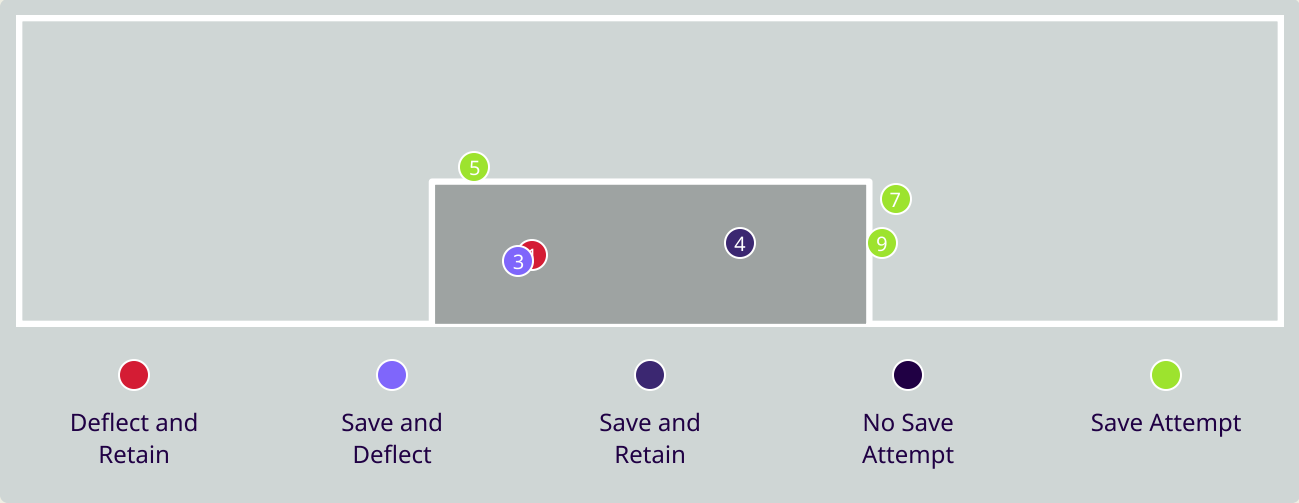 5
7
4
9
3
Deflect and
Retain
Save and
Deflect
Save and
Retain
No Save
Attempt
Save Attempt